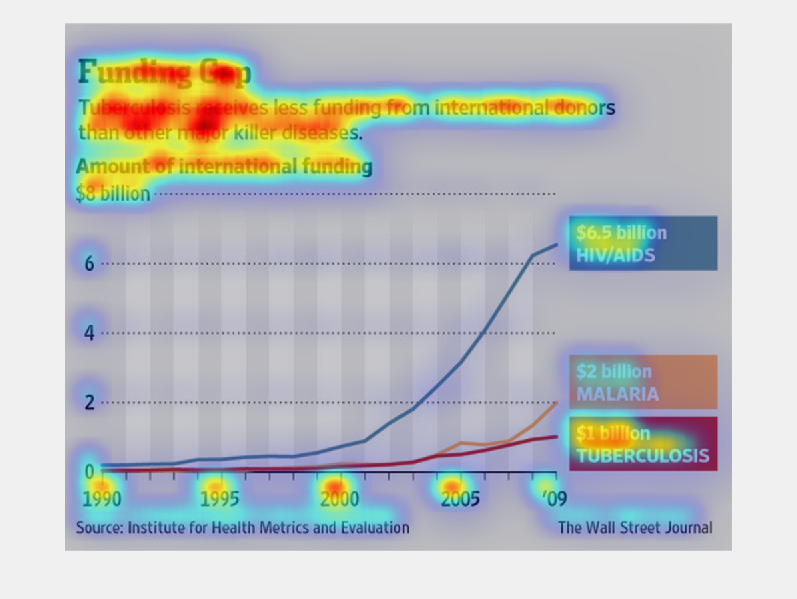 Funding Gap
Tuberculosis receives less funding from international donors
than other major killer diseases.
Amount of international funding
$8 billion
6
4
2
0
$6.5 billion
HIV/AIDS
$2 billion
MALARIA
$1 billion
TUBERCULOSIS
1990 1995 2000 2005 '09
Source: Institute for Health Metrics and Evaluation The Wall Street Journal